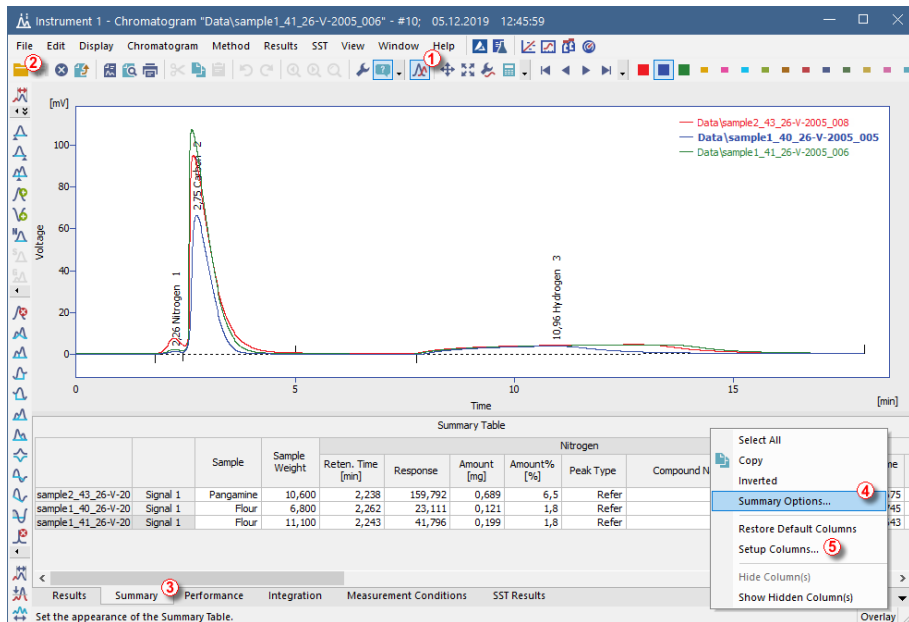 Instrument 1 - Chromatogram "Data\sample1_41_26-V-2005_006" - #10; 05.12.2019 12:45:59
File Edit Display Chromatogram Method Results SST View Window Help
1
2
[mV]
Data\sample2_43_26-V-2005_008
Data\sample1_40_26-V-2005_005
Data\sample1_41_26-V-2005_006
100
80
60
40
20
0
Voltage
2,26 Nitrogen 1
2,75 Carbon 2
10,96 Hydrogen 3
0 5 10 15
[min]
Time
Summary Table
Nitrogen
Sample Sample Weight Reten. Time [min] Response Amount [mg] Amount% [%] Peak Type Compound N me
sample2_43_26-V-20 Signal 1 Pangamine 10,600 2,238 159,792 0,689 6,5 Refer 575
sample1_40_26-V-20 Signal 1 Flour 6,800 2,262 23,111 0,121 1,8 Refer 745
sample1_41_26-V-20 Signal 1 Flour 11,100 2,243 41,796 0,199 1,8 Refer 543
Select All
Copy
Inverted
Summary Options... 4
Restore Default Columns
Setup Columns... 5
Hide Column(s)
Show Hidden Column(s)
Results Summary 3 Performance Integration Measurement Conditions SST Results
Set the appearance of the Summary Table. Overlay